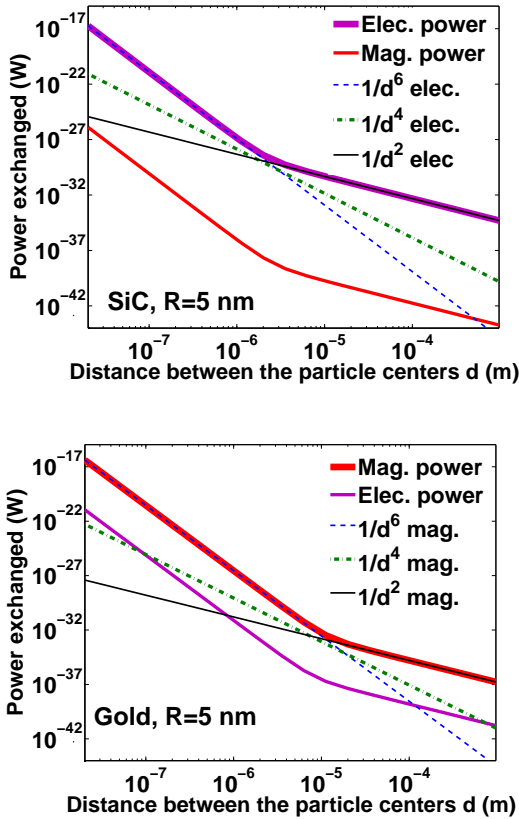 Power exchanged (W)
10^−17
10^−22
10^−27
10^−32
10^−37
10^−42
Elec. power
Mag. power
1/d^6 elec.
1/d^4 elec.
1/d^2 elec
SiC, R=5 nm
10^−7 10^−6 10^−5 10^−4
Distance between the particle centers d (m)
Power exchanged (W)
10^−17
10^−22
10^−27
10^−32
10^−37
10^−42
Mag. power
Elec. power
1/d^6 mag.
1/d^4 mag.
1/d^2 mag.
Gold, R=5 nm
10^−7 10^−6 10^−5 10^−4
Distance between the particle centers d (m)